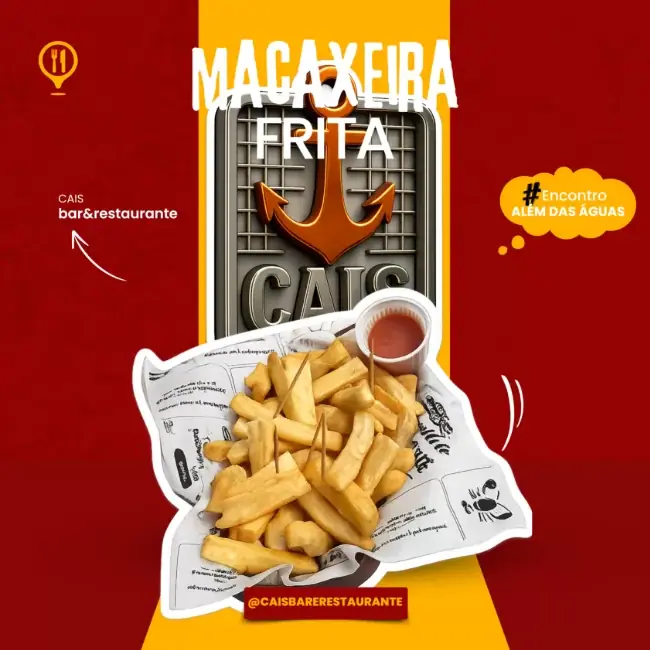 MACAXEIRA
FRITA
CAIS
bar&restaurante
#Encontro
ALÉM DAS ÁGUAS
CAIS
@CAISBARERESTAURANTE